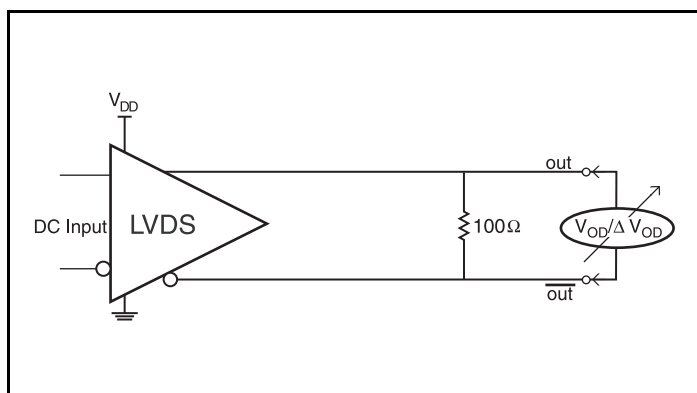 VDD
out
DC Input
LVDS
100Ω
VOD/Δ VOD
out